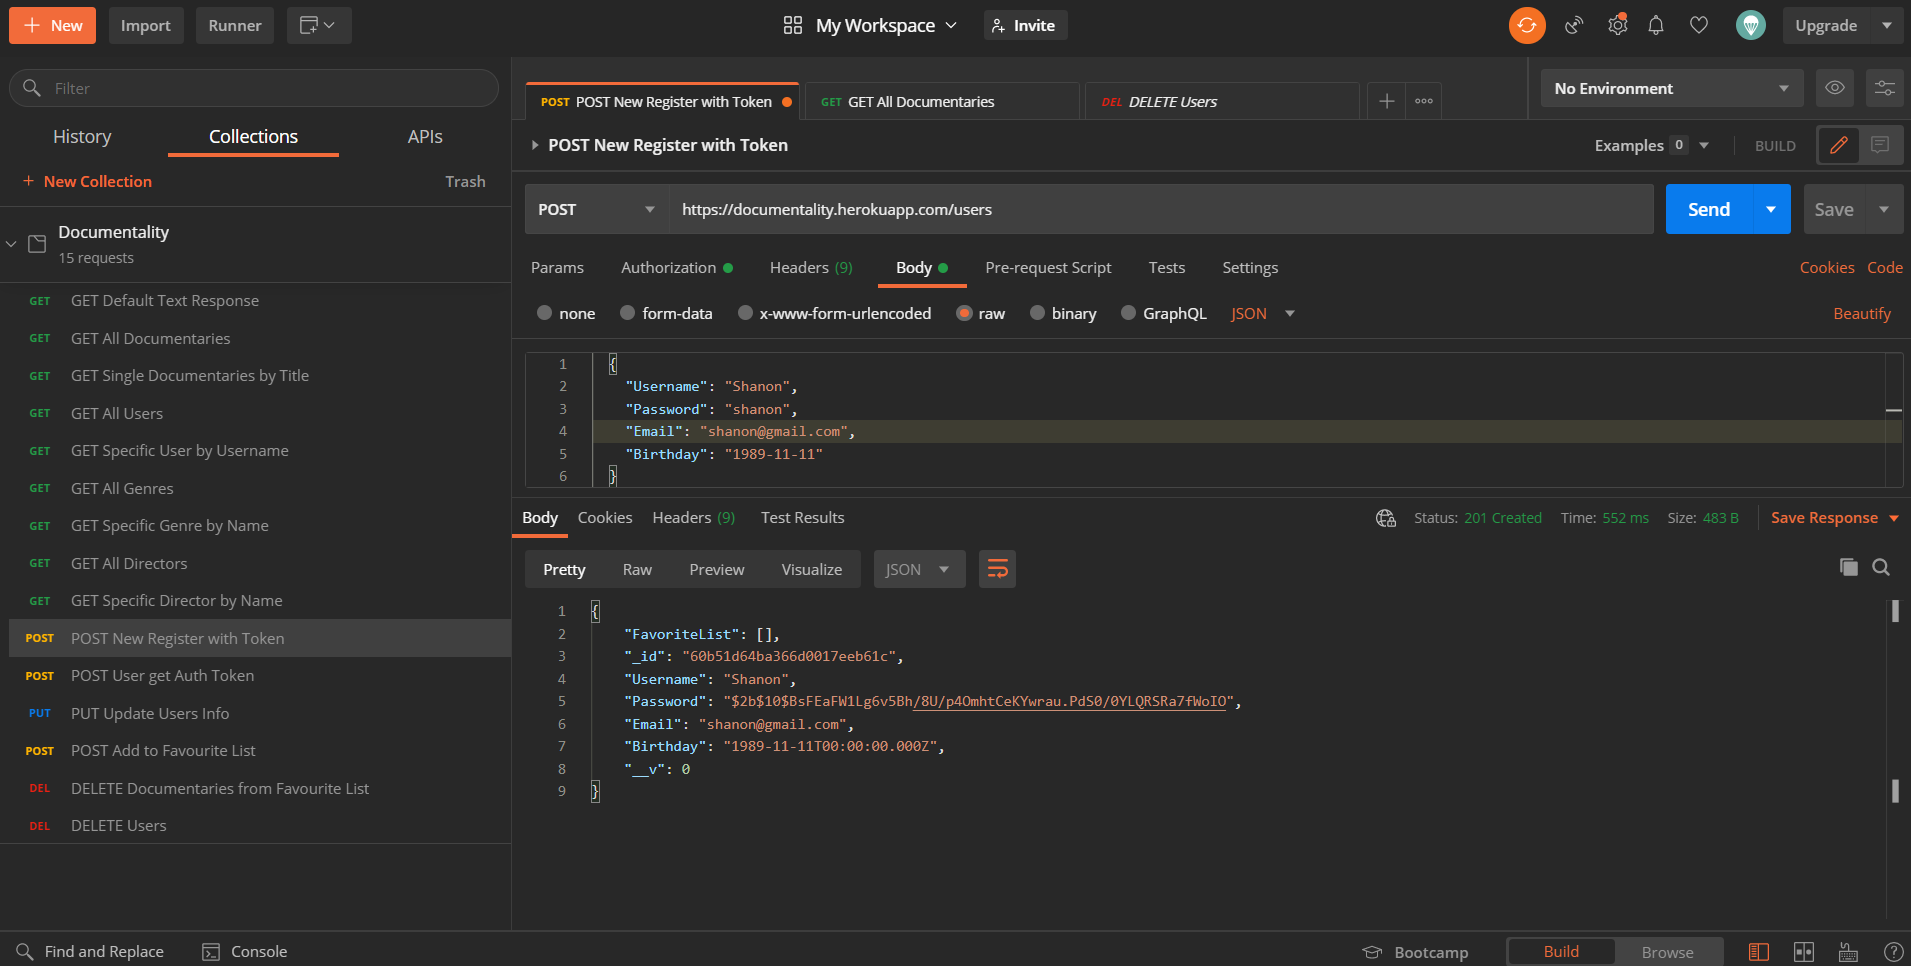 New
Import
Runner
My Workspace
Invite
Upgrade
Filter
History
Collections
APIs
New Collection
Trash
Documentality
15 requests
GET GET Default Text Response
GET GET All Documentaries
GET GET Single Documentaries by Title
GET GET All Users
GET GET Specific User by Username
GET GET All Genres
GET GET Specific Genre by Name
GET GET All Directors
GET GET Specific Director by Name
POST POST New Register with Token
POST POST User get Auth Token
PUT PUT Update Users Info
POST POST Add to Favourite List
DEL DELETE Documentaries from Favourite List
DEL DELETE Users
POST POST New Register with Token
GET GET All Documentaries
DEL DELETE Users
No Environment
POST New Register with Token
Examples 0
BUILD
POST
https://documentality.herokuapp.com/users
Send
Save
Params
Authorization
Headers (9)
Body
Pre-request Script
Tests
Settings
Cookies
Code
none
form-data
x-www-form-urlencoded
raw
binary
GraphQL
JSON
Beautify
1 {
2 "Username": "Shanon",
3 "Password": "shanon",
4 "Email": "shanon@gmail.com",
5 "Birthday": "1989-11-11"
6 }
Body
Cookies
Headers (9)
Test Results
Status: 201 Created
Time: 552 ms
Size: 483 B
Save Response
Pretty
Raw
Preview
Visualize
JSON
1 {
2 "FavoriteList": [],
3 "_id": "60b51d64ba366d0017eeb61c",
4 "Username": "Shanon",
5 "Password": "$2b$10$BsFEaFW1Lg6v5Bh/8U/p4OmhtCeKYwrau.PdS0/0YLQRSRa7fWoIO",
6 "Email": "shanon@gmail.com",
7 "Birthday": "1989-11-11T00:00:00.000Z",
8 "__v": 0
9 }
Find and Replace
Console
Bootcamp
Build
Browse